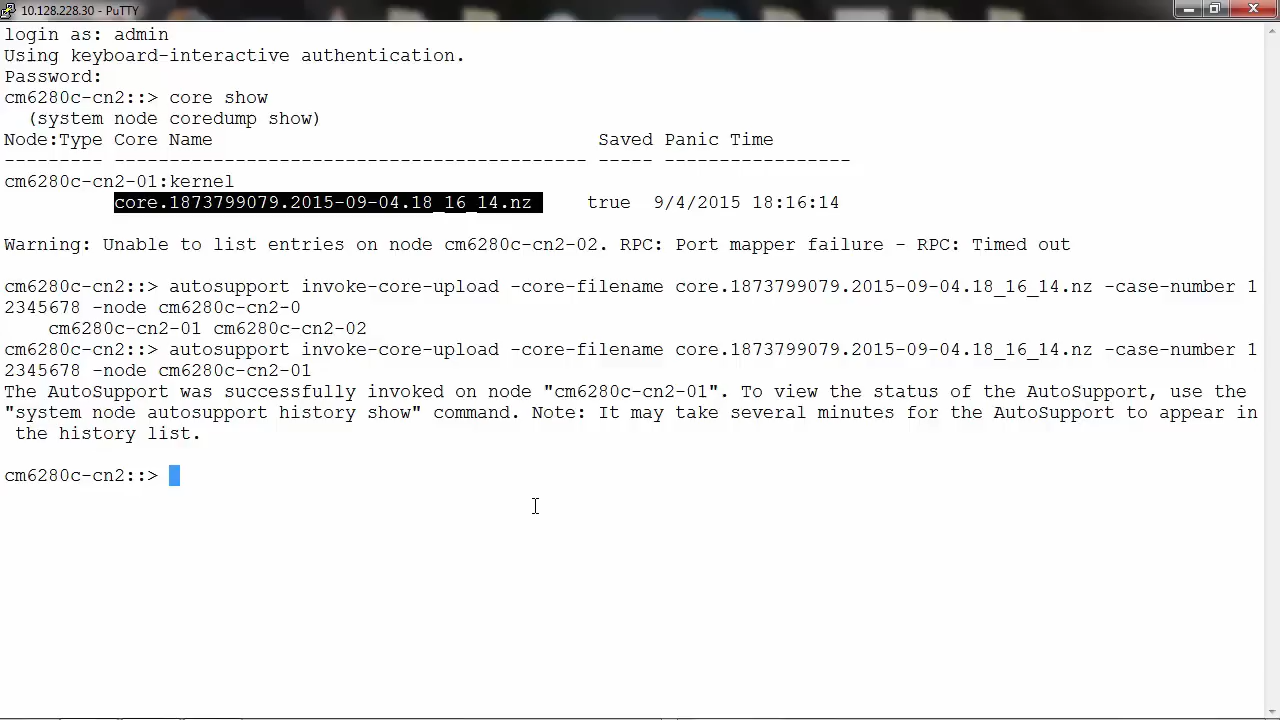 10.128.228.30 - PuTTY
login as: admin
Using keyboard-interactive authentication.
Password:
cm6280c-cn2::> core show
  (system node coredump show)
Node:Type Core Name                                   Saved Panic Time
--------- ------------------------------------------- ----- -----------------
cm6280c-cn2-01:kernel
          core.1873799079.2015-09-04.18_16_14.nz     true  9/4/2015 18:16:14
Warning: Unable to list entries on node cm6280c-cn2-02. RPC: Port mapper failure - RPC: Timed out
cm6280c-cn2::> autosupport invoke-core-upload -core-filename core.1873799079.2015-09-04.18_16_14.nz -case-number 1
2345678 -node cm6280c-cn2-0
    cm6280c-cn2-01 cm6280c-cn2-02
cm6280c-cn2::> autosupport invoke-core-upload -core-filename core.1873799079.2015-09-04.18_16_14.nz -case-number 1
2345678 -node cm6280c-cn2-01
The AutoSupport was successfully invoked on node "cm6280c-cn2-01". To view the status of the AutoSupport, use the
"system node autosupport history show" command. Note: It may take several minutes for the AutoSupport to appear in
 the history list.
cm6280c-cn2::>